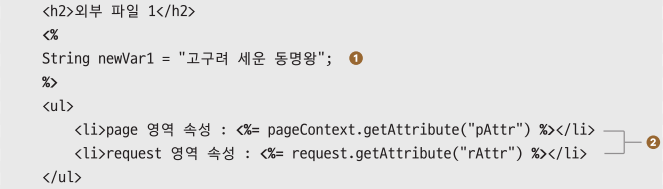 <h2>외부 파일 1</h2>
<%
String newVar1 = "고구려 세운 동명왕"; ❶
%>
<ul>
    <li>page 영역 속성 : <%= pageContext.getAttribute("pAttr") %></li>
    <li>request 영역 속성 : <%= request.getAttribute("rAttr") %></li> ❷
</ul>